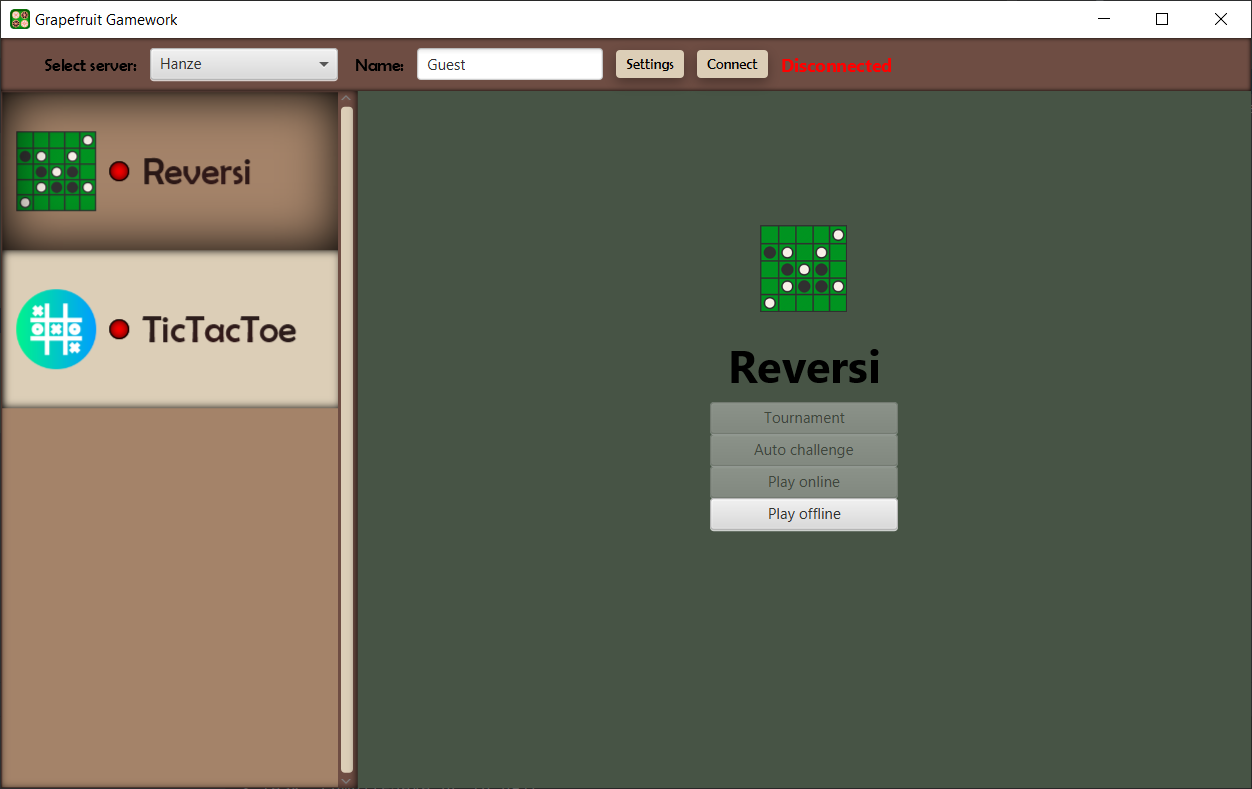 Grapefruit Gamework
Select server: Hanze Name: Guest Settings Connect Disconnected
Reversi
TicTacToe
Reversi
Tournament
Auto challenge
Play online
Play offline